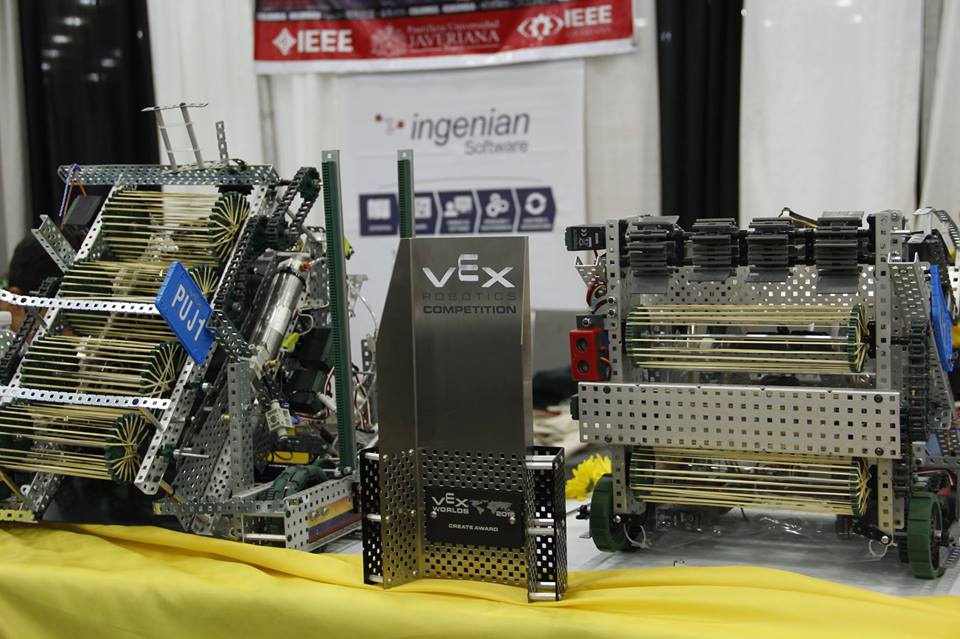 IEEE
Pontificia Universidad
JAVERIANA
IEEE
ingenian
Software
PUJ1
VEX
ROBOTICS
COMPETITION
VEX
WORLDS
CREATE AWARD